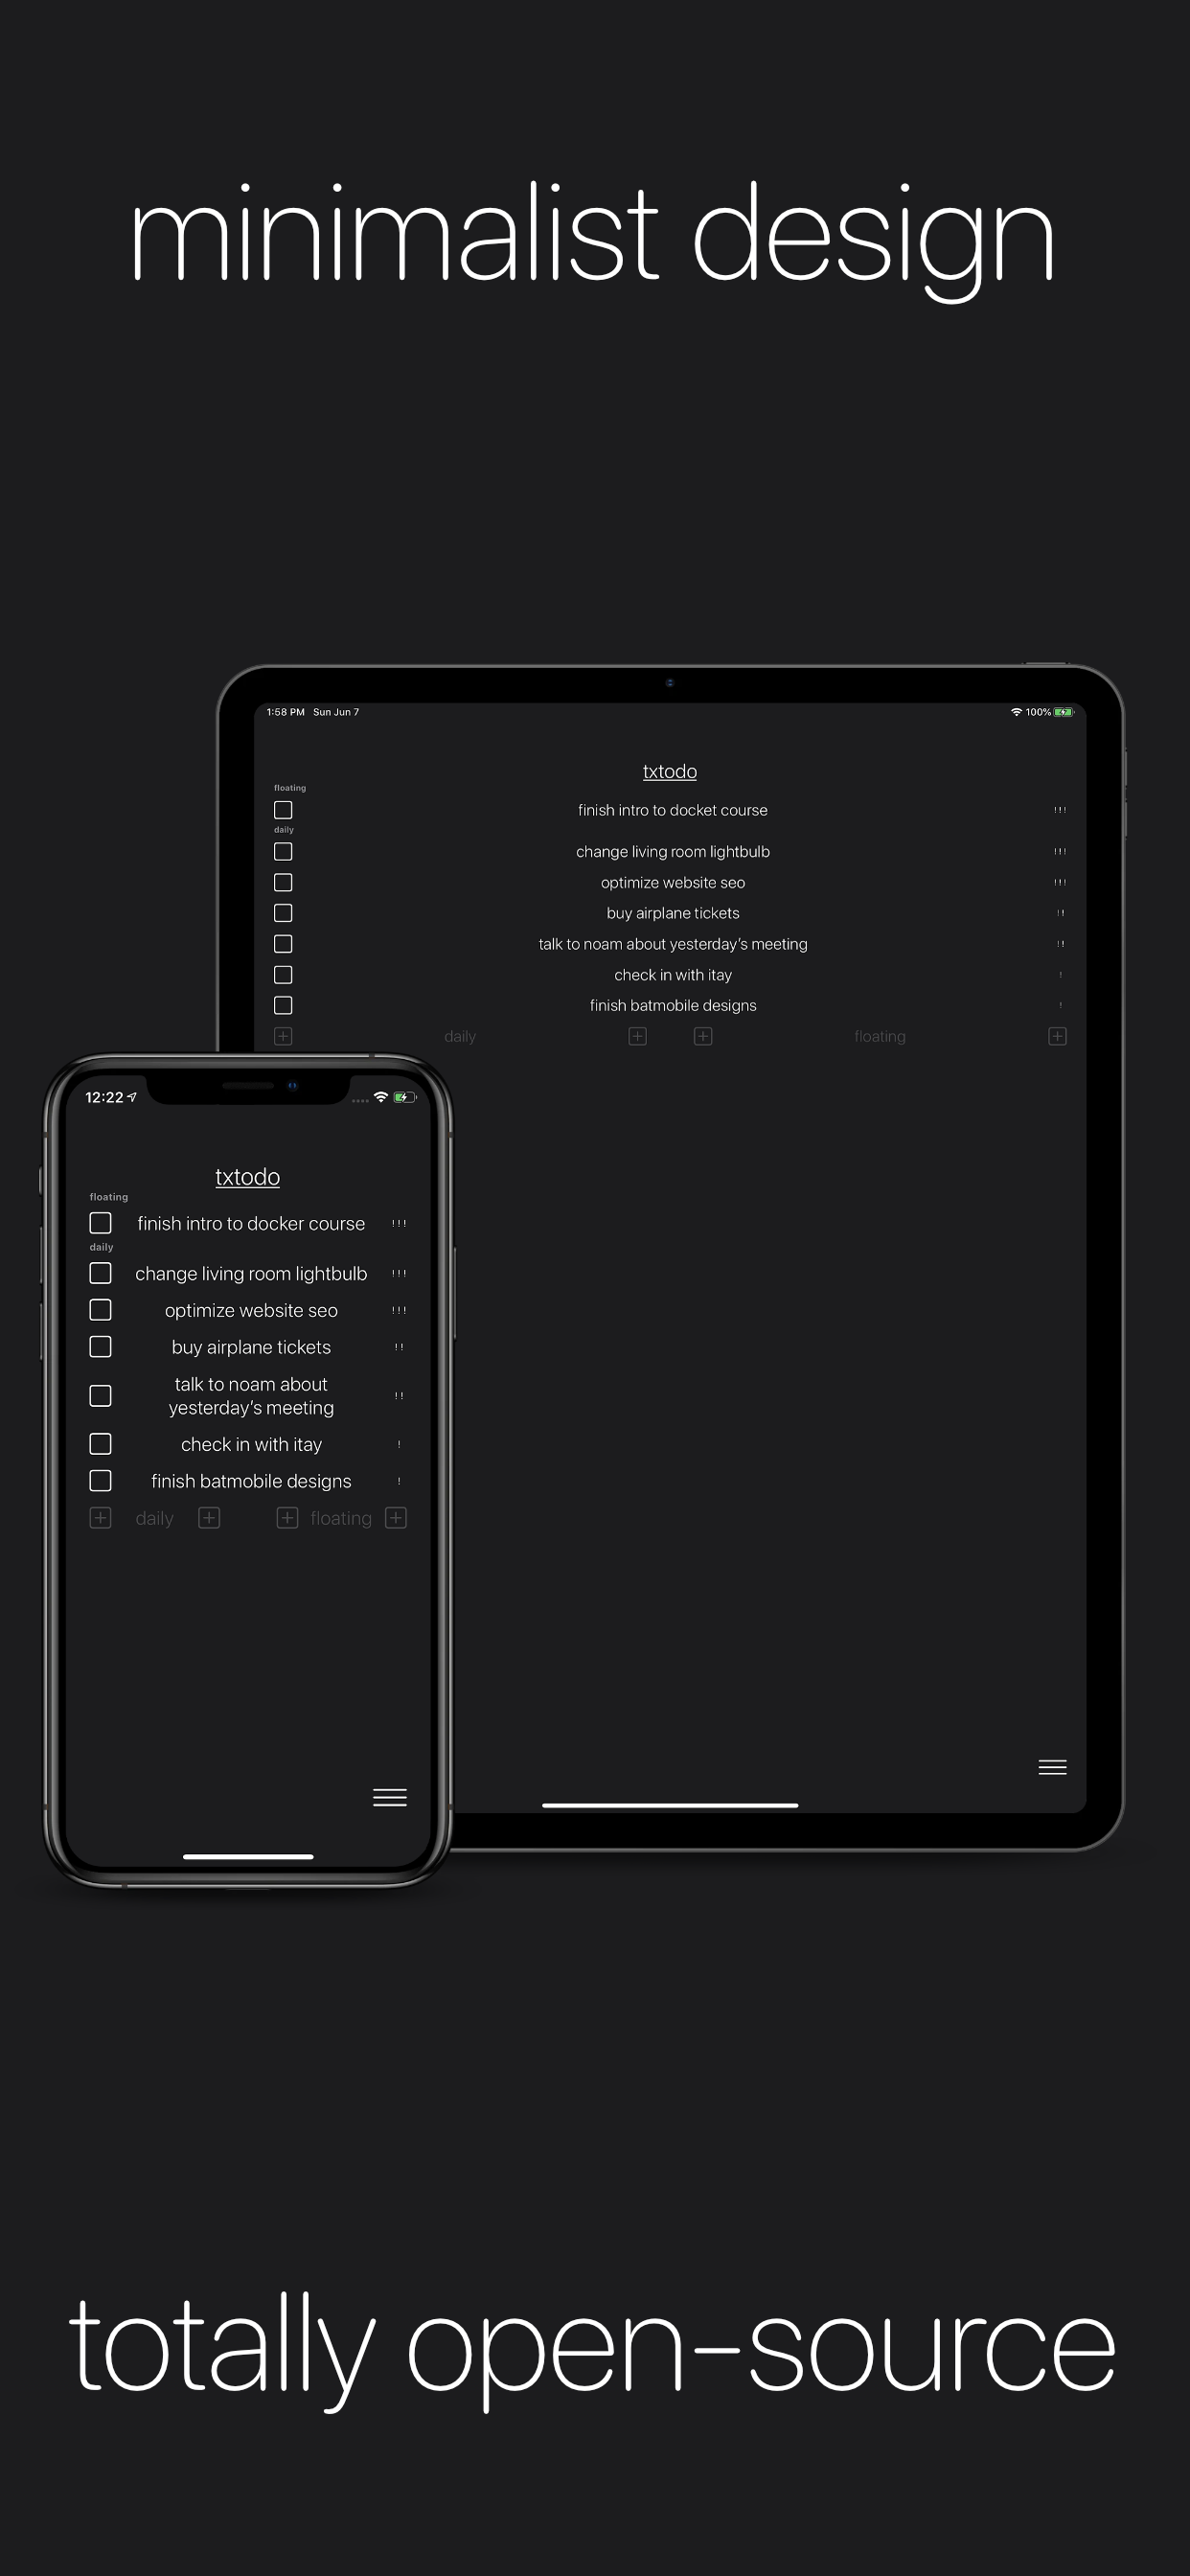 minimalist design
1:58 PM Sun Jun 7
100%
txtodo
floating
finish intro to docket course !!!
daily
change living room lightbulb !!!
optimize website seo !!!
buy airplane tickets !!
talk to noam about yesterday's meeting !!
check in with itay !
finish batmobile designs !
daily floating
12:22
txtodo
floating
finish intro to docker course !!!
daily
change living room lightbulb !!!
optimize website seo !!!
buy airplane tickets !!
talk to noam about
yesterday's meeting !!
check in with itay !
finish batmobile designs !
daily floating
totally open-source